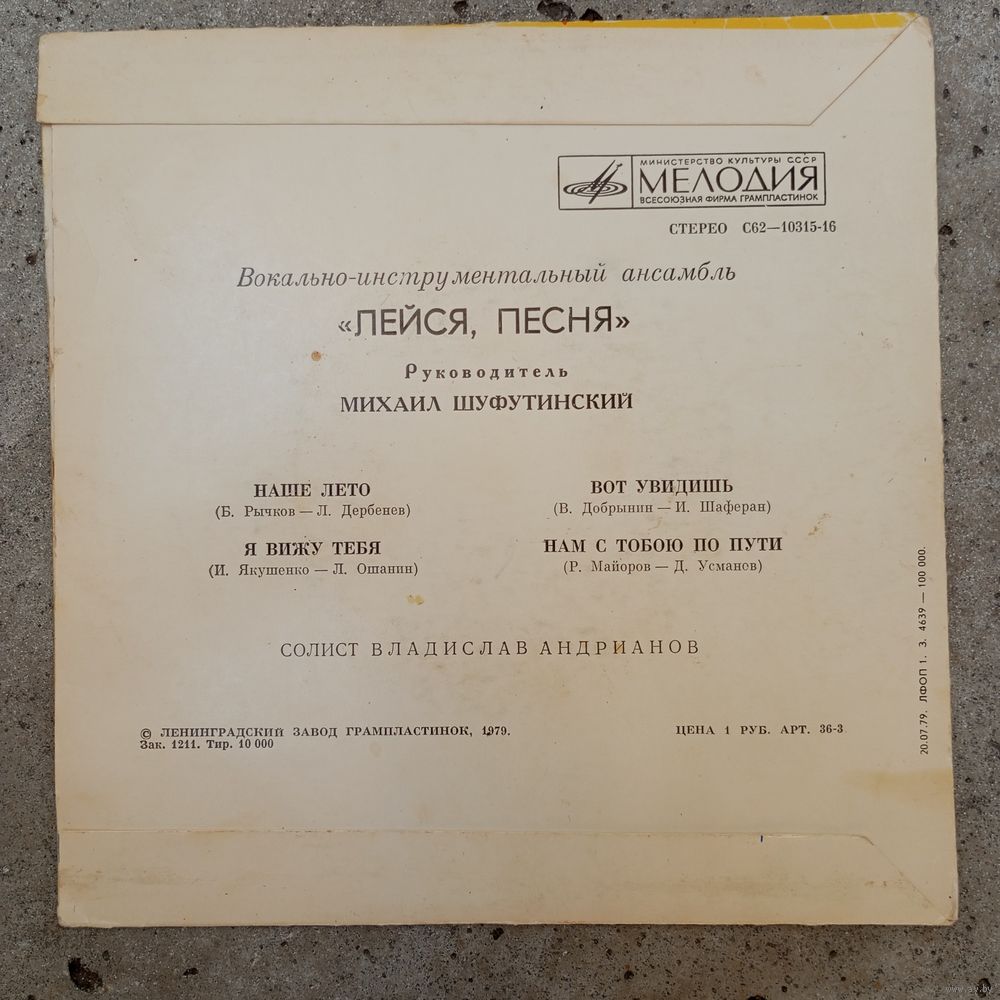 МИНИСТЕРСТВО КУЛЬТУРЫ СССР
МЕЛОДИЯ
ВСЕСОЮЗНАЯ ФИРМА ГРАМПЛАСТИНОК
СТЕРЕО С62—10315-16
Вокально-инструментальный ансамбль
«ЛЕЙСЯ, ПЕСНЯ»
Руководитель
МИХАИЛ ШУФУТИНСКИЙ
НАШЕ ЛЕТО
(Б. Рычков — Л. Дербенев)
Я ВИЖУ ТЕБЯ
(И. Якушенко — Л. Ошанин)
ВОТ УВИДИШЬ
(В. Добрынин — И. Шаферан)
НАМ С ТОБОЮ ПО ПУТИ
(Р. Майоров — Д. Усманов)
СОЛИСТ ВЛАДИСЛАВ АНДРИАНОВ
© ЛЕНИНГРАДСКИЙ ЗАВОД ГРАМПЛАСТИНОК, 1979.
Зак. 1211. Тир. 10 000
ЦЕНА 1 РУБ. АРТ. 36-3
20.07.79. ЛФОП 1. З. 4639 — 100 000.
www.ay.by